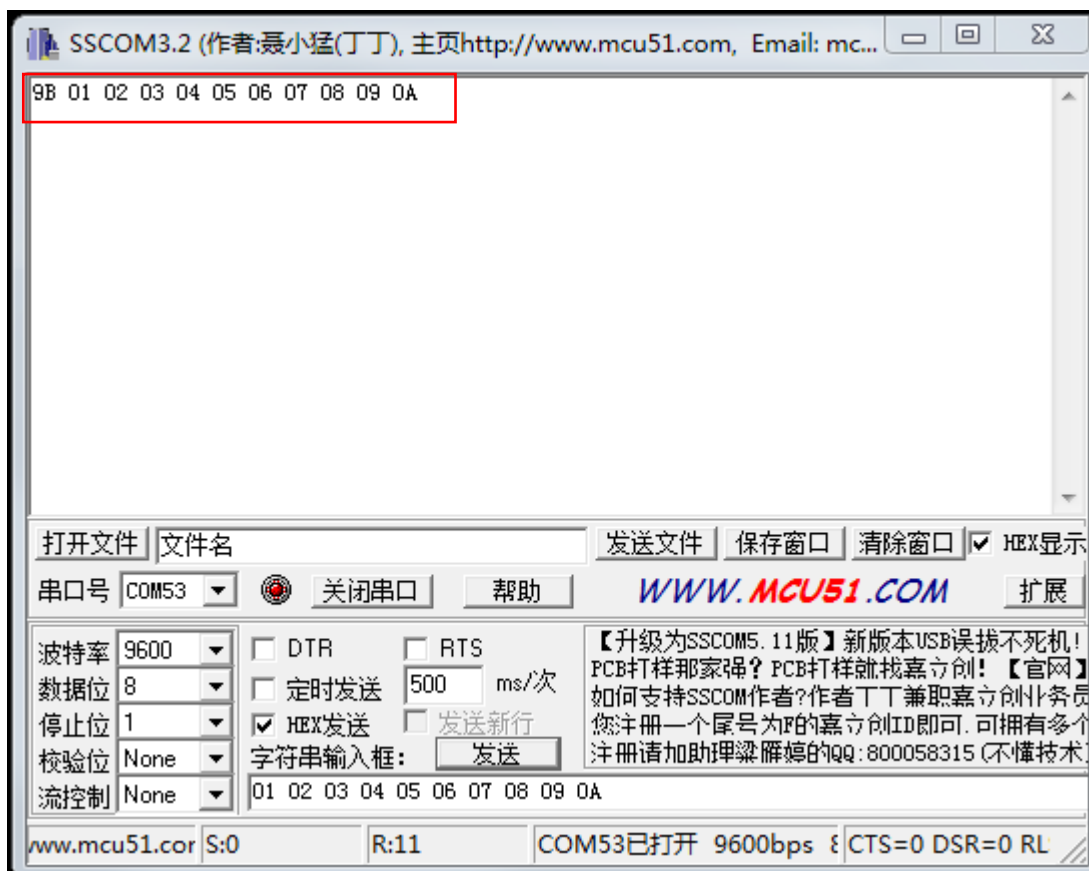 SSCOM3.2 (作者:聂小猛(丁丁), 主页http://www.mcu51.com, Email: mc...
9B 01 02 03 04 05 06 07 08 09 0A
打开文件 文件名 发送文件 保存窗口 清除窗口 HEX显示
串口号 COM53 关闭串口 帮助 WWW.MCU51.COM 扩展
波特率 9600 DTR RTS
数据位 8 定时发送 500 ms/次
停止位 1 HEX发送 发送新行
校验位 None 字符串输入框: 发送
流控制 None 01 02 03 04 05 06 07 08 09 0A
【升级为SSCOM5.11版】新版本USB误拔不死机!
PCB打样那家强? PCB打样就找嘉立创! 【官网】
如何支持SSCOM作者?作者丁丁兼职嘉立创业务员
您注册一个尾号为F的嘉立创ID即可.可拥有多个
注册请加助理梁雁婷的QQ:800058315(不懂技术
www.mcu51.cor S:0 R:11 COM53已打开 9600bps 8 CTS=0 DSR=0 RL